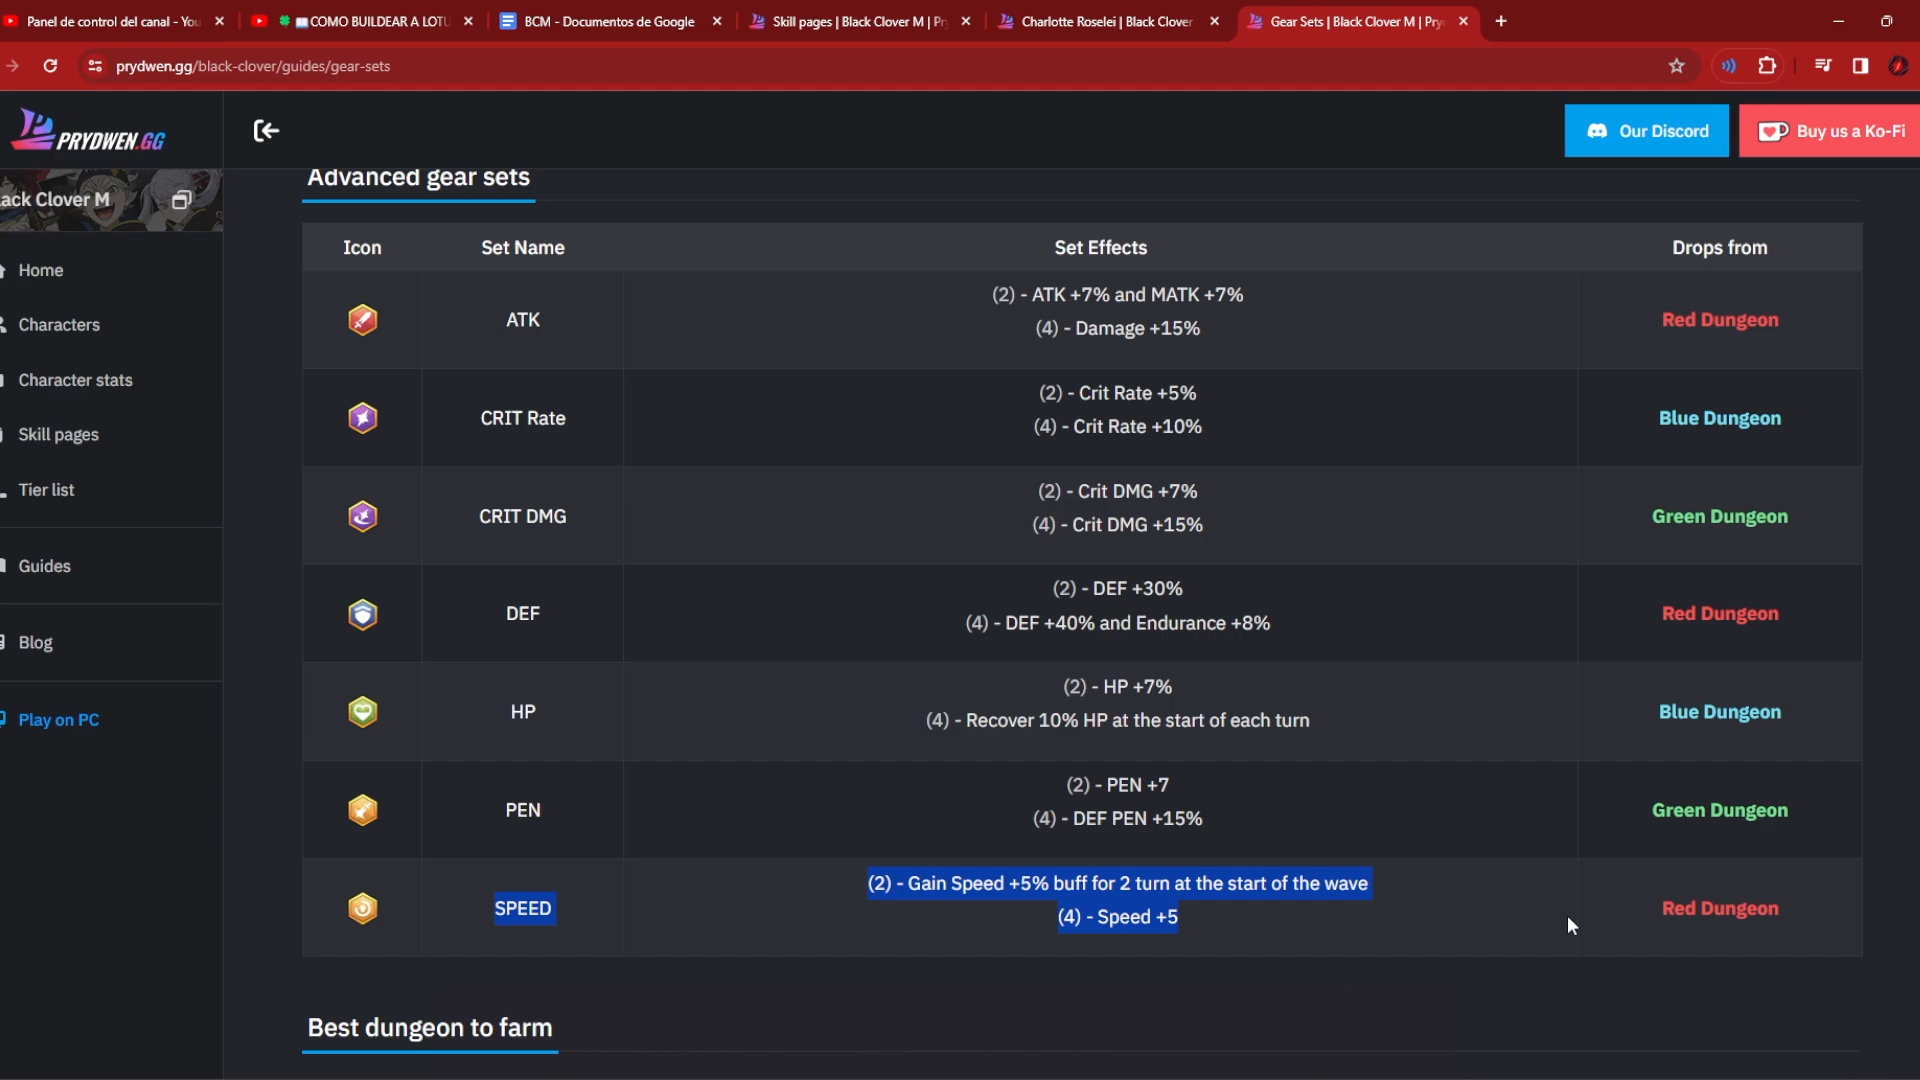 Panel de control del canal - You
COMO BUILDEAR A LOTU
BCM - Documentos de Google
Skill pages | Black Clover M | Pr
Charlotte Roselei | Black Clover
Gear Sets | Black Clover M | Pry
prydwen.gg/black-clover/guides/gear-sets
PRYDWEN.GG
Our Discord
Buy us a Ko-Fi
lack Clover M
Home
Characters
Character stats
Skill pages
Tier list
Guides
Blog
Play on PC
Advanced gear sets
Icon Set Name Set Effects Drops from
ATK
(2) - ATK +7% and MATK +7%
(4) - Damage +15%
Red Dungeon
CRIT Rate
(2) - Crit Rate +5%
(4) - Crit Rate +10%
Blue Dungeon
CRIT DMG
(2) - Crit DMG +7%
(4) - Crit DMG +15%
Green Dungeon
DEF
(2) - DEF +30%
(4) - DEF +40% and Endurance +8%
Red Dungeon
HP
(2) - HP +7%
(4) - Recover 10% HP at the start of each turn
Blue Dungeon
PEN
(2) - PEN +7
(4) - DEF PEN +15%
Green Dungeon
SPEED
(2) - Gain Speed +5% buff for 2 turn at the start of the wave
(4) - Speed +5
Red Dungeon
Best dungeon to farm